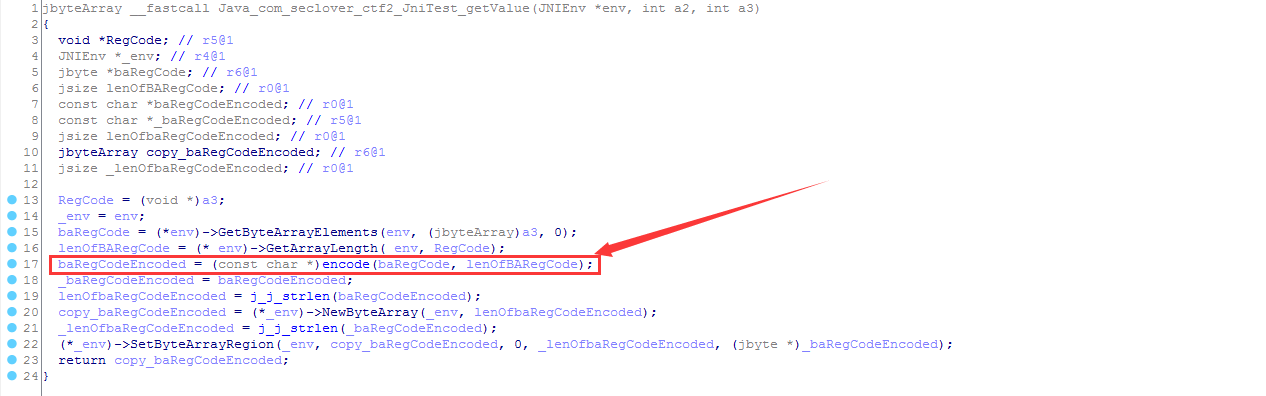 1 jbyteArray __fastcall Java_com_seclover_ctf2_JniTest_getValue(JNIEnv *env, int a2, int a3)
2 {
3   void *RegCode; // r5@1
4   JNIEnv *_env; // r4@1
5   jbyte *baRegCode; // r6@1
6   jsize lenOfBARegCode; // r0@1
7   const char *baRegCodeEncoded; // r0@1
8   const char *_baRegCodeEncoded; // r5@1
9   jsize lenOfbaRegCodeEncoded; // r0@1
10   jbyteArray copy_baRegCodeEncoded; // r6@1
11   jsize _lenOfbaRegCodeEncoded; // r0@1
12
13   RegCode = (void *)a3;
14   _env = env;
15   baRegCode = (*env)->GetByteArrayElements(env, (jbyteArray)a3, 0);
16   lenOfBARegCode = (*_env)->GetArrayLength(_env, RegCode);
17   baRegCodeEncoded = (const char *)encode(baRegCode, lenOfBARegCode);
18   _baRegCodeEncoded = baRegCodeEncoded;
19   lenOfbaRegCodeEncoded = j_j_strlen(baRegCodeEncoded);
20   copy_baRegCodeEncoded = (*_env)->NewByteArray(_env, lenOfbaRegCodeEncoded);
21   _lenOfbaRegCodeEncoded = j_j_strlen(_baRegCodeEncoded);
22   (*_env)->SetByteArrayRegion(_env, copy_baRegCodeEncoded, 0, _lenOfbaRegCodeEncoded, (jbyte *)_baRegCodeEncoded);
23   return copy_baRegCodeEncoded;
24 }